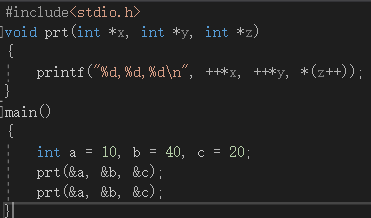 #include<stdio.h>
void prt(int *x, int *y, int *z)
{
printf("%d,%d,%d\n", ++*x, ++*y, *(z++));
}
main()
{
int a = 10, b = 40, c = 20;
prt(&a, &b, &c);
prt(&a, &b, &c);
}